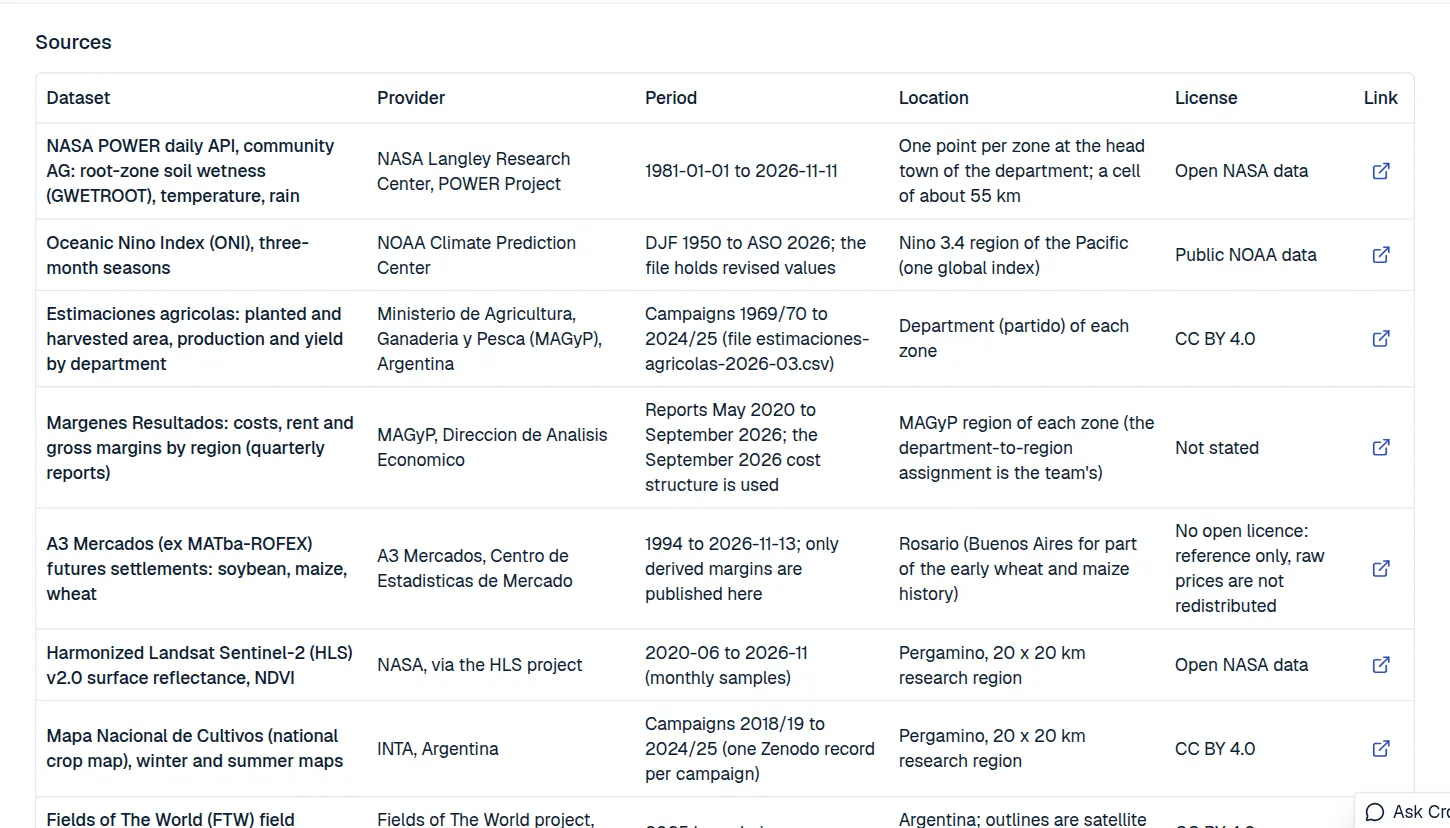 Sources
Dataset
Provider
Period
Location
License
Link
NASA POWER daily API, community
AG: root-zone soil wetness
(GWETROOT), temperature, rain
NASA Langley Research
Center, POWER Project
1981-01-01 to 2026-11-11
One point per zone at the head
town of the department; a cell
of about 55 km
Open NASA data
Oceanic Nino Index (ONI), three-
month seasons
NOAA Climate Prediction
Center
DJF 1950 to ASO 2026; the
file holds revised values
Nino 3.4 region of the Pacific
(one global index)
Public NOAA data
Estimaciones agricolas: planted and
harvested area, production and yield
by department
Ministerio de Agricultura,
Ganaderia y Pesca (MAGyP),
Argentina
Campaigns 1969/70 to
2024/25 (file estimaciones-
agricolas-2026-03.csv)
Department (partido) of each
zone
CC BY 4.0
Margenes Resultados: costs, rent and
gross margins by region (quarterly
reports)
MAGyP, Direccion de Analisis
Economico
Reports May 2020 to
September 2026; the
September 2026 cost
structure is used
MAGyP region of each zone (the
department-to-region
assignment is the team's)
Not stated
A3 Mercados (ex MATba-ROFEX)
futures settlements: soybean, maize,
wheat
A3 Mercados, Centro de
Estadisticas de Mercado
1994 to 2026-11-13; only
derived margins are
published here
Rosario (Buenos Aires for part
of the early wheat and maize
history)
No open licence:
reference only, raw
prices are not
redistributed
Harmonized Landsat Sentinel-2 (HLS)
v2.0 surface reflectance, NDVI
NASA, via the HLS project
2020-06 to 2026-11
(monthly samples)
Pergamino, 20 x 20 km
research region
Open NASA data
Mapa Nacional de Cultivos (national
crop map), winter and summer maps
INTA, Argentina
Campaigns 2018/19 to
2024/25 (one Zenodo record
per campaign)
Pergamino, 20 x 20 km
research region
CC BY 4.0
Fields of The World (FTW) field
Fields of The World project,
Argentina; outlines are satellite
Ask